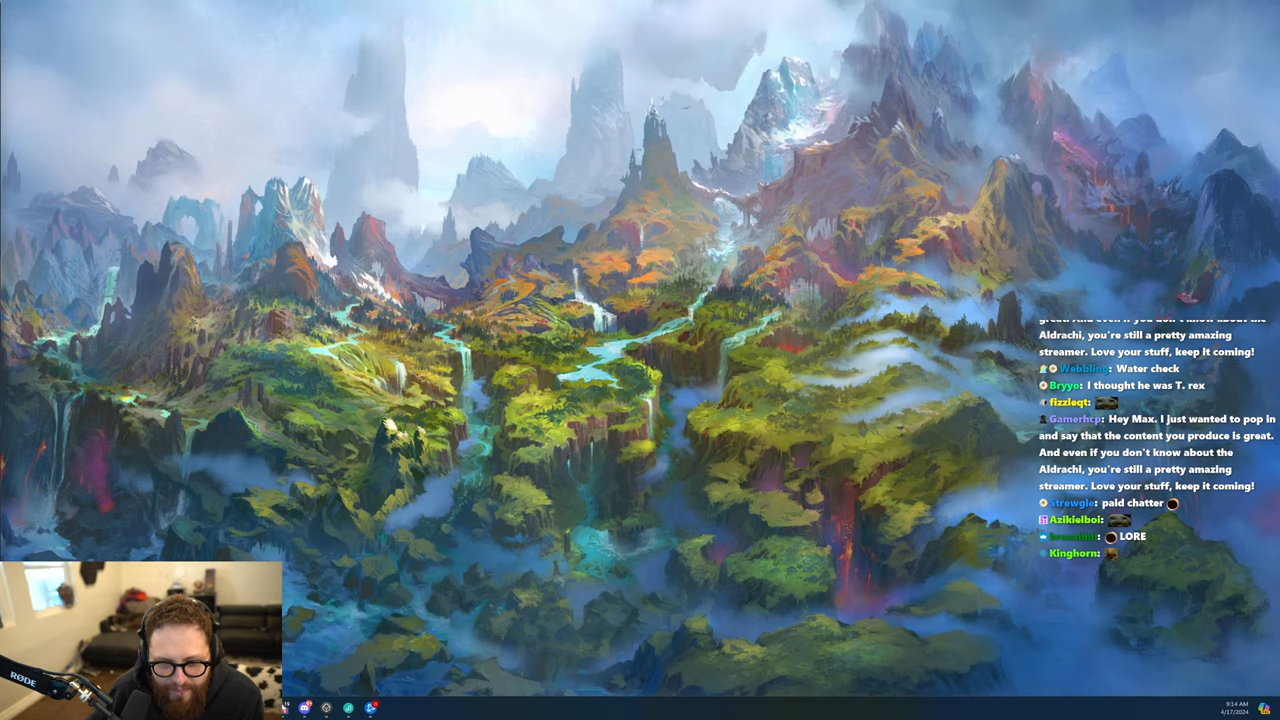 Aldrachi, you're still a pretty amazing
streamer. Love your stuff, keep it coming!
Webbling: Water check
Bryyo: I thought he was T. rex
fizzleqt:
Gamerhcp: Hey Max. I just wanted to pop in
and say that the content you produce is great.
And even if you don't know about the
Aldrachi, you're still a pretty amazing
streamer. Love your stuff, keep it coming!
Strewgle: paid chatter
Azikielboi:
LORE
Kinghorn:
RØDE
9:14 AM
4/17/2024